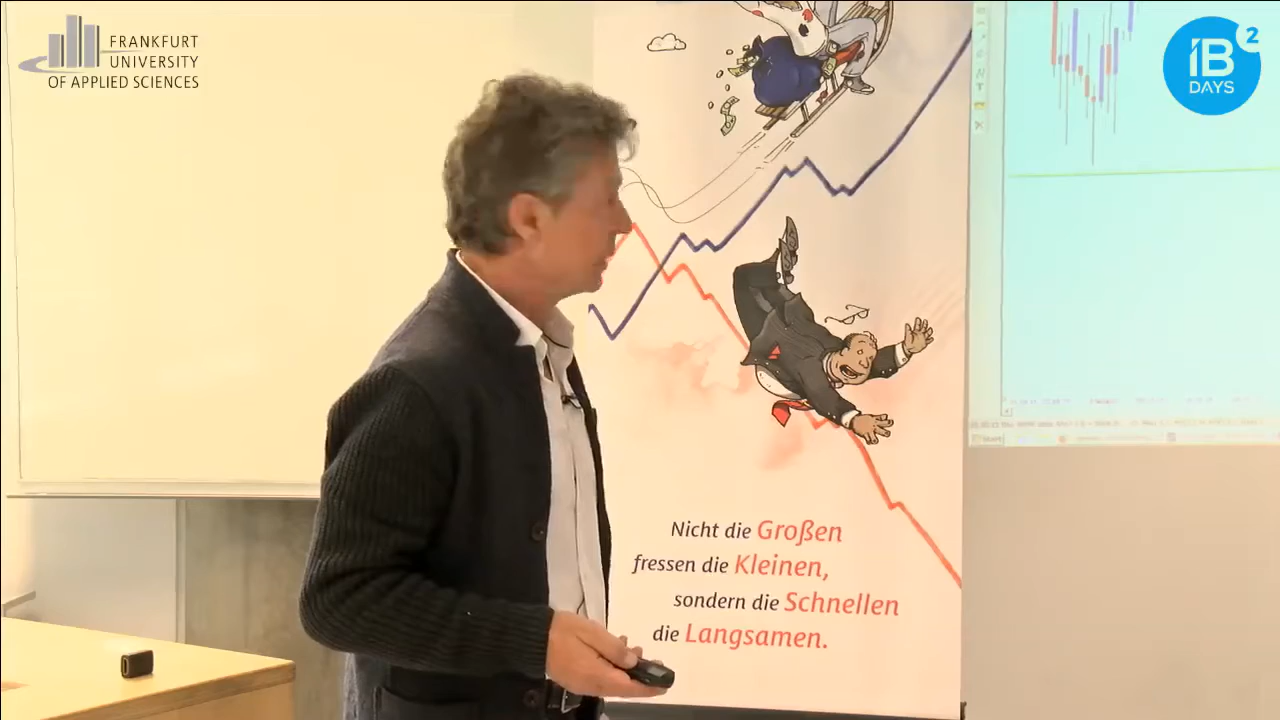 FRANKFURT
UNIVERSITY
OF APPLIED SCIENCES
IB 2
DAYS
Nicht die Großen
fressen die Kleinen,
sondern die Schnellen
die Langsamen.
Start